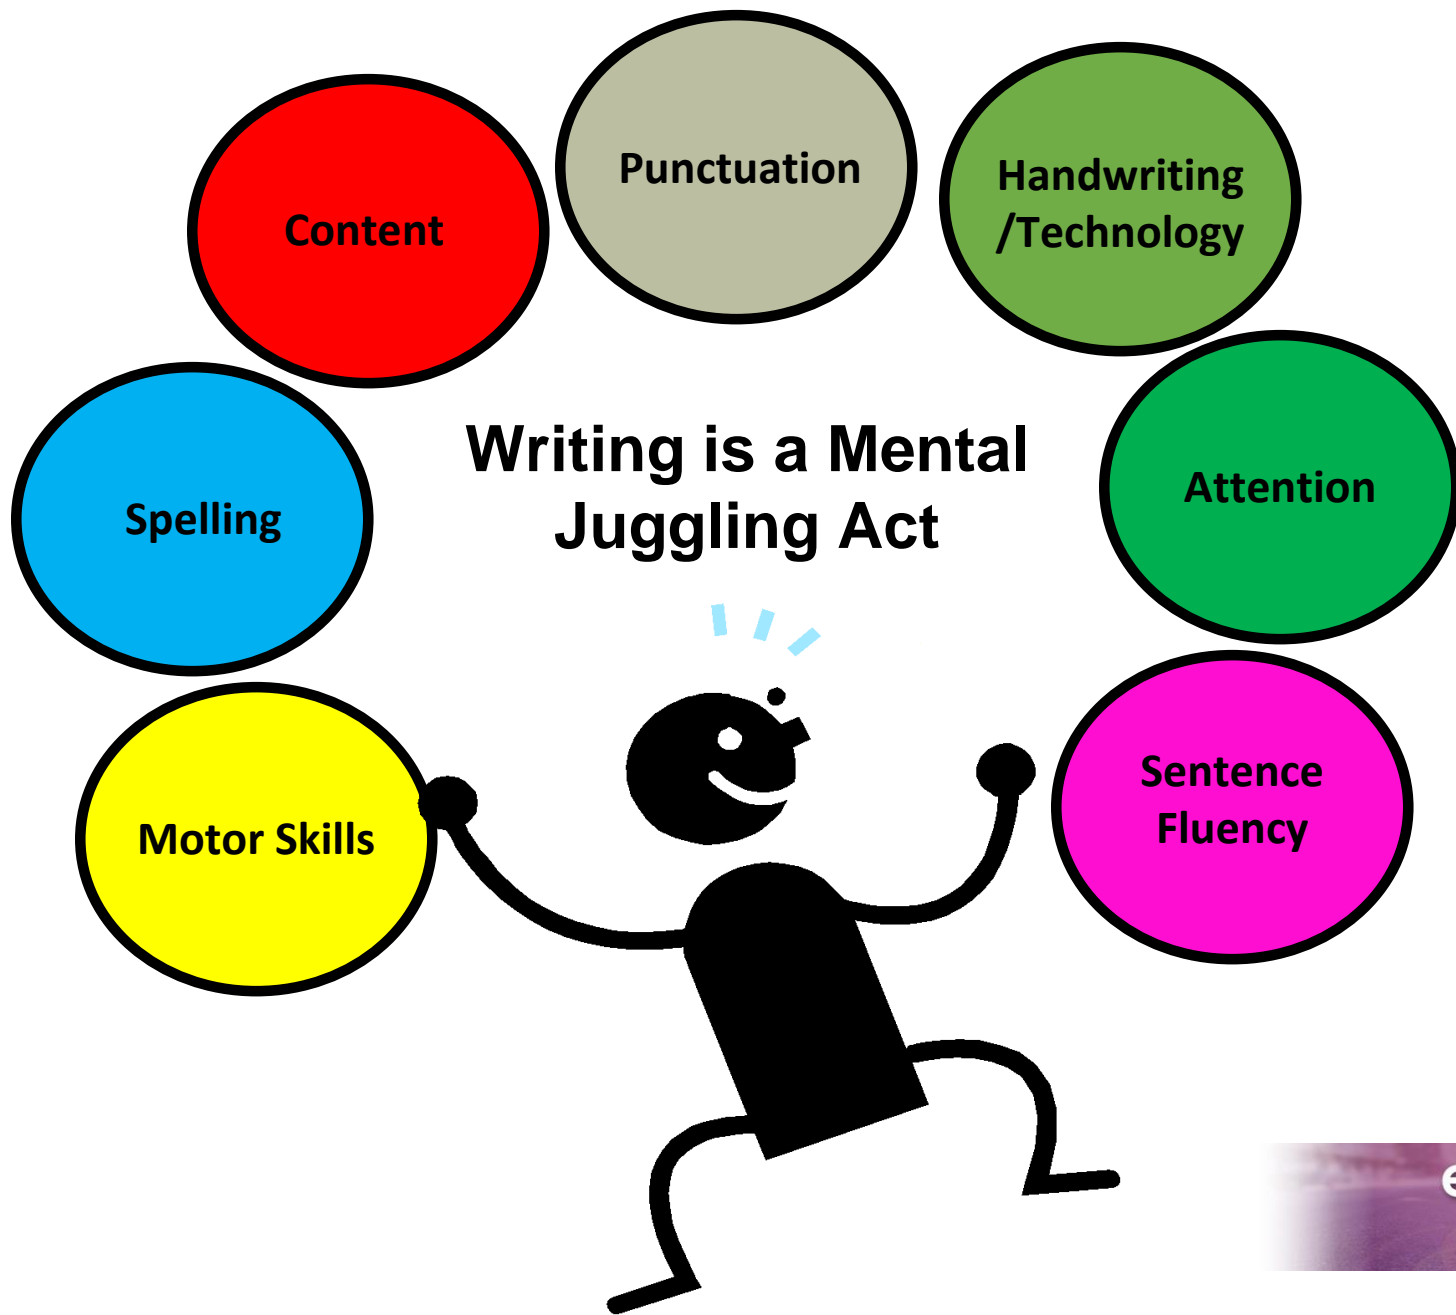 Punctuation
Handwriting
/Technology
Content
Writing is a Mental
Juggling Act
Attention
Spelling
Sentence
Fluency
Motor Skills